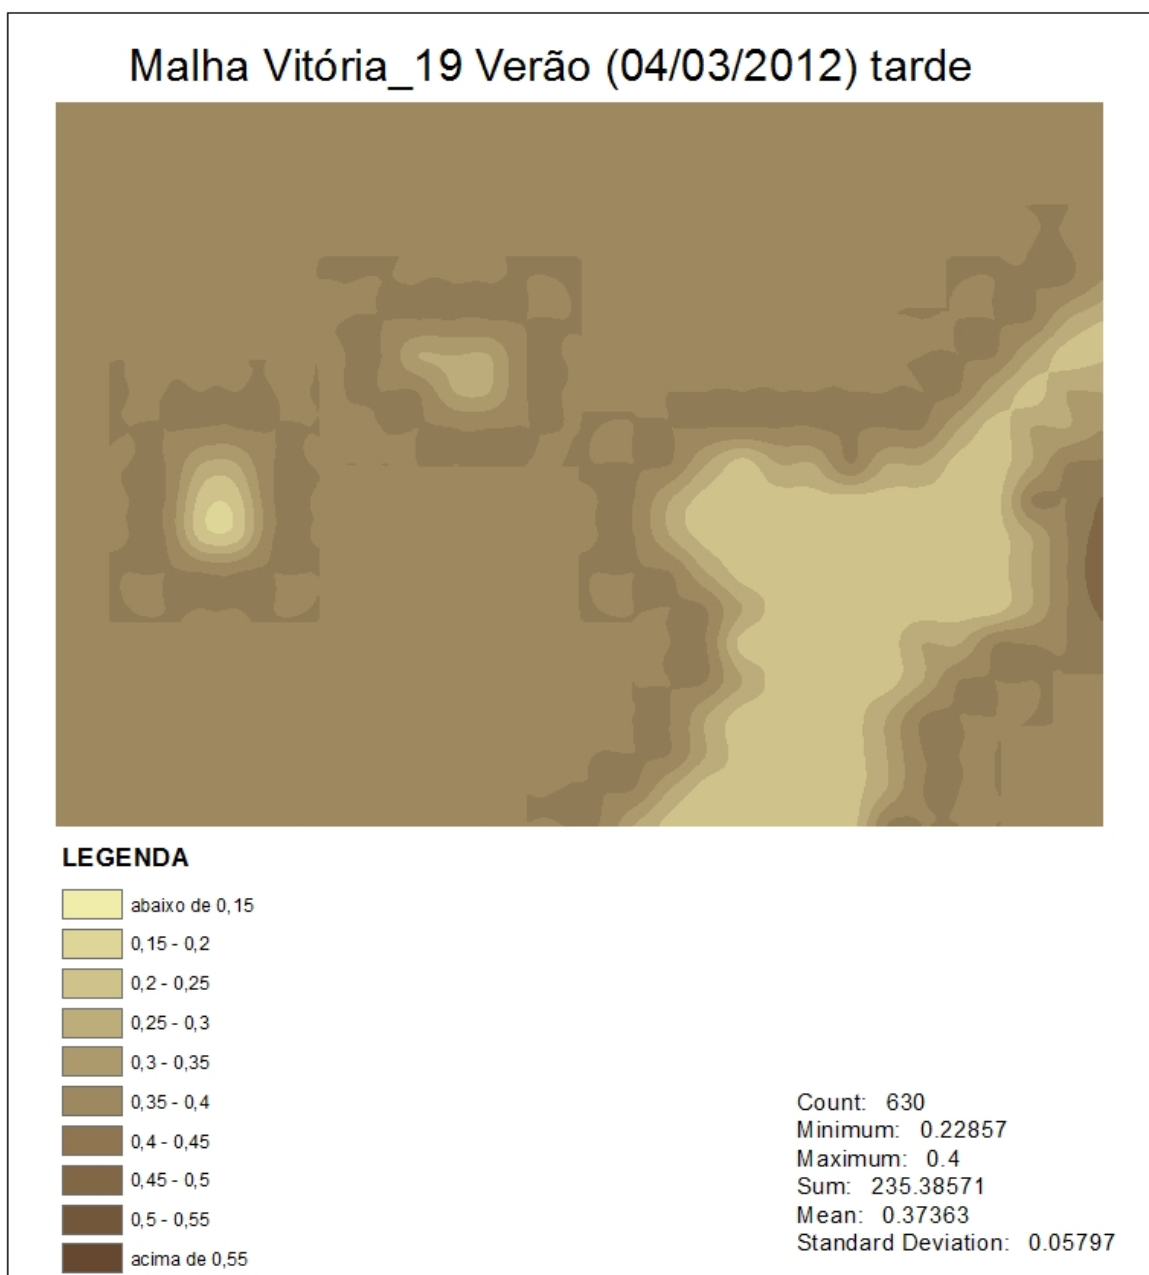 Malha Vitória_19 Verão (04/03/2012) tarde
LEGENDA
abaixo de 0,15
0,15 - 0,2
0,2 - 0,25
0,25 - 0,3
0,3 - 0,35
0,35 - 0,4
0,4 - 0,45
0,45 - 0,5
0,5 - 0,55
acima de 0,55
Count: 630
Minimum: 0.22857
Maximum: 0.4
Sum: 235.38571
Mean: 0.37363
Standard Deviation: 0.05797